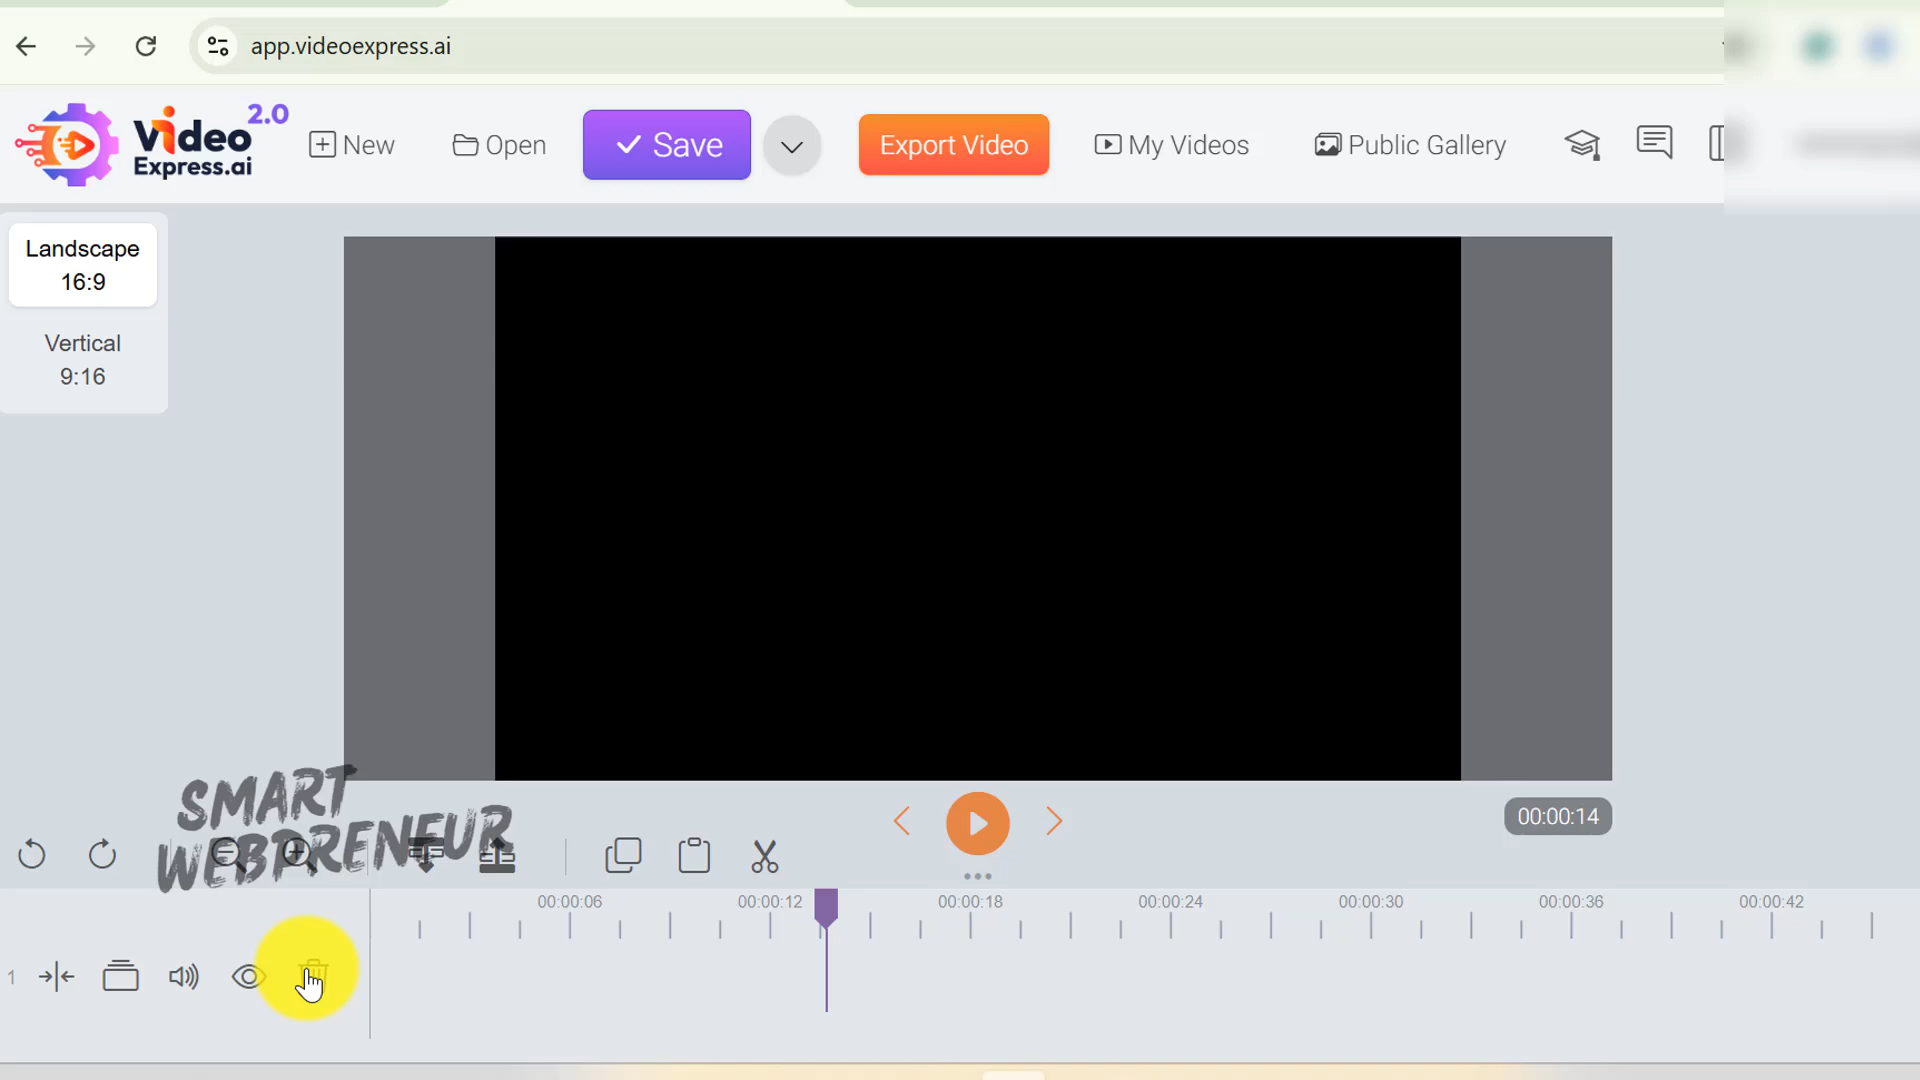 app.videoexpress.ai
Video 2.0
Express.ai
New
Open
Save
Export Video
My Videos
Public Gallery
Landscape
16:9
Vertical
9:16
SMART
WEBPRENEUR
00:00:14
00:00:06
00:00:12
00:00:18
00:00:24
00:00:30
00:00:36
00:00:42
1